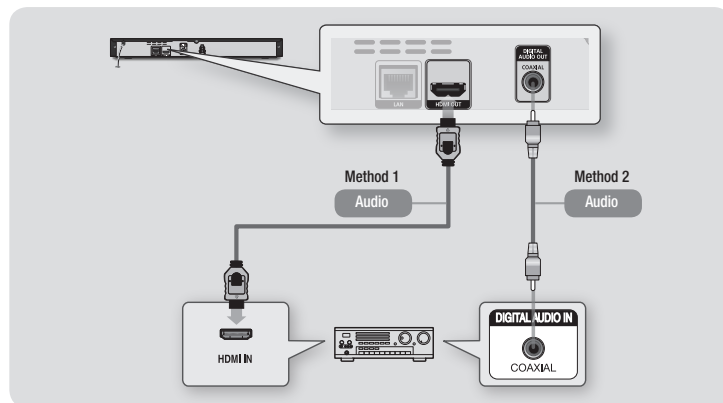 DIGITAL
AUDIO OUT
COAXIAL
LAN
HDMI OUT
Method 1
Audio
Method 2
Audio
HDMI IN
DIGITAL AUDIO IN
COAXIAL